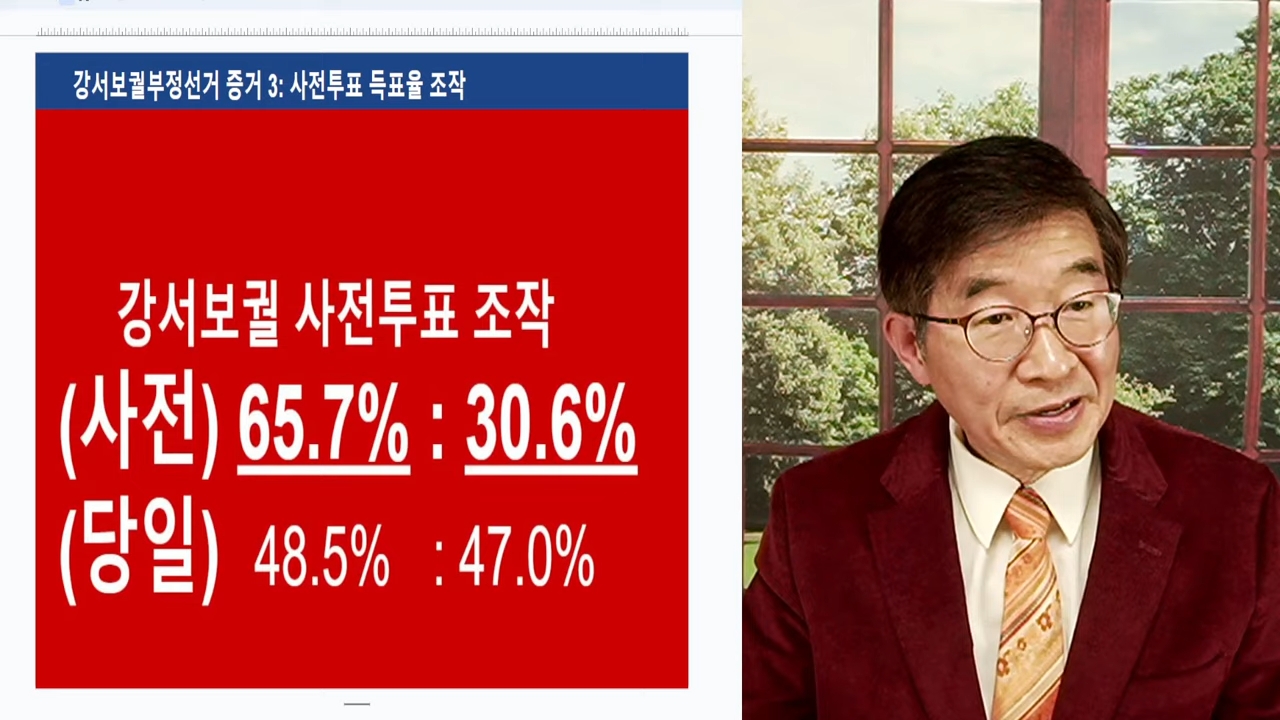 강서보궐부정선거 증거 3: 사전투표 득표율 조작
강서보궐 사전투표 조작
(사전) 65.7% : 30.6%
(당일) 48.5% : 47.0%